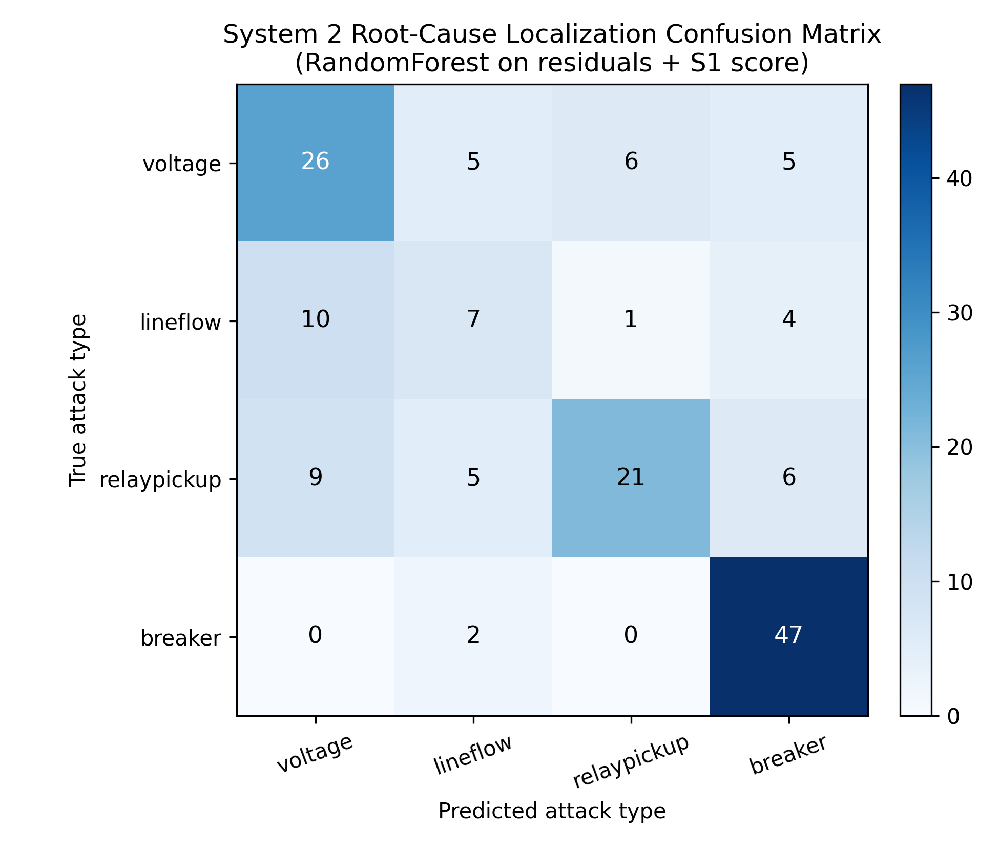 System 2 Root-Cause Localization Confusion Matrix
(RandomForest on residuals + S1 score)
True attack type
voltage
26 5 6 5
lineflow
10 7 1 4
relaypickup
9 5 21 6
breaker
0 2 0 47
voltage lineflow relaypickup breaker
Predicted attack type
40
30
20
10
0